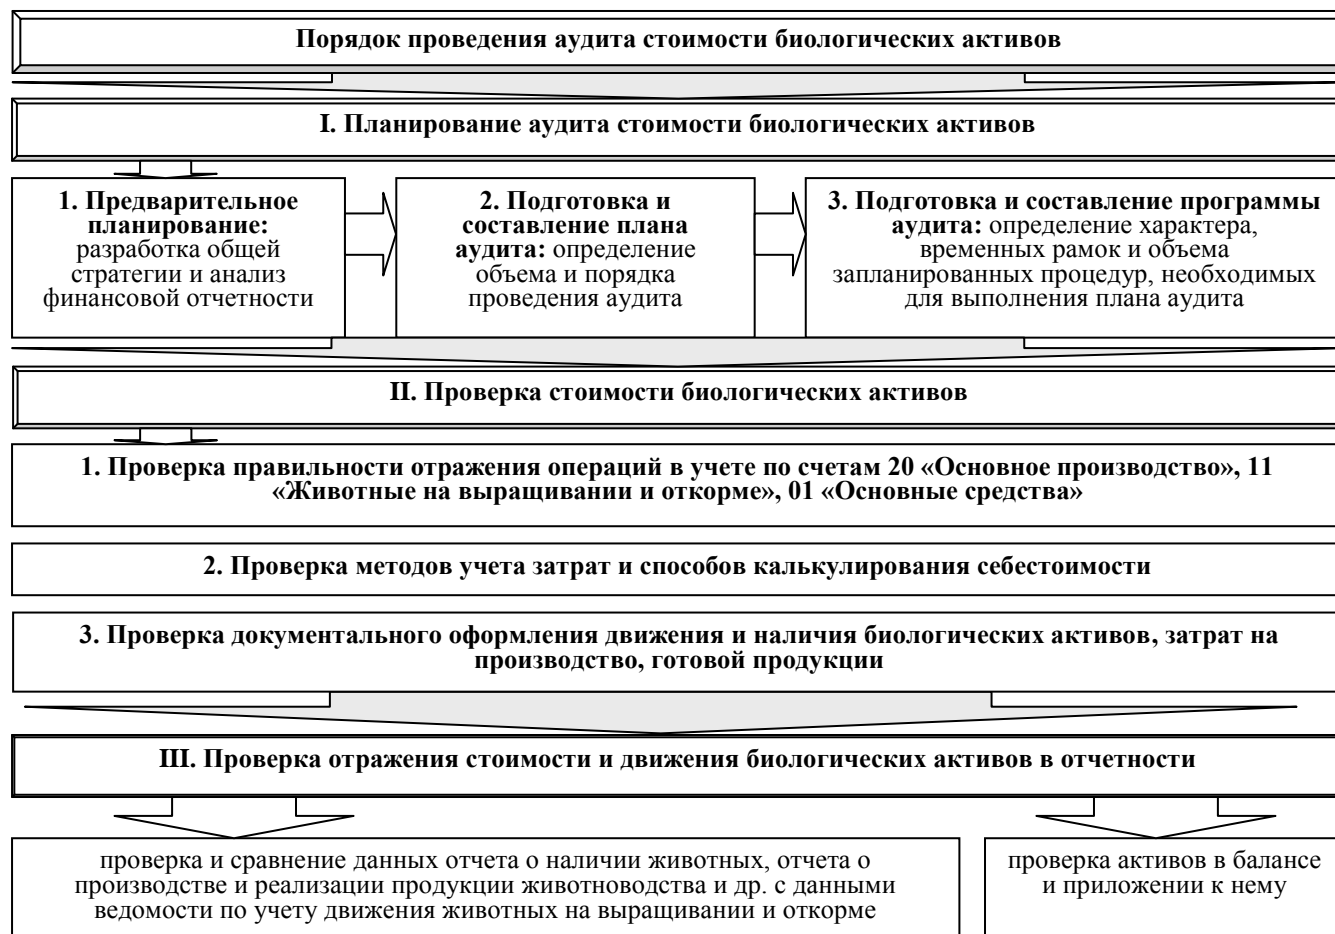 Порядок проведения аудита стоимости биологических активов
I. Планирование аудита стоимости биологических активов
1. Предварительное
планирование:
разработка общей
стратегии и анализ
финансовой отчетности
2. Подготовка и
составление плана
аудита: определение
объема и порядка
проведения аудита
3. Подготовка и составление программы
аудита: определение характера,
временных рамок и объема
запланированных процедур, необходимых
для выполнения плана аудита
II. Проверка стоимости биологических активов
1. Проверка правильности отражения операций в учете по счетам 20 «Основное производство», 11
«Животные на выращивании и откорме», 01 «Основные средства»
2. Проверка методов учета затрат и способов калькулирования себестоимости
3. Проверка документального оформления движения и наличия биологических активов, затрат на
производство, готовой продукции
III. Проверка отражения стоимости и движения биологических активов в отчетности
проверка и сравнение данных отчета о наличии животных, отчета о
производстве и реализации продукции животноводства и др. с данными
ведомости по учету движения животных на выращивании и откорме
проверка активов в балансе
и приложении к нему